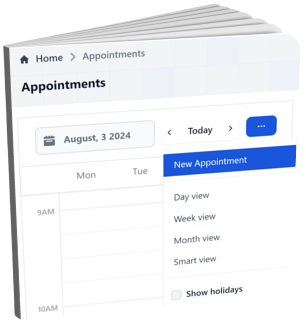 Home > Appointments
Appointments
August, 3 2024
< Today > ...
New Appointment
Mon Tue
Day view
Week view
Month view
Smart view
Show holidays
9AM
10AM